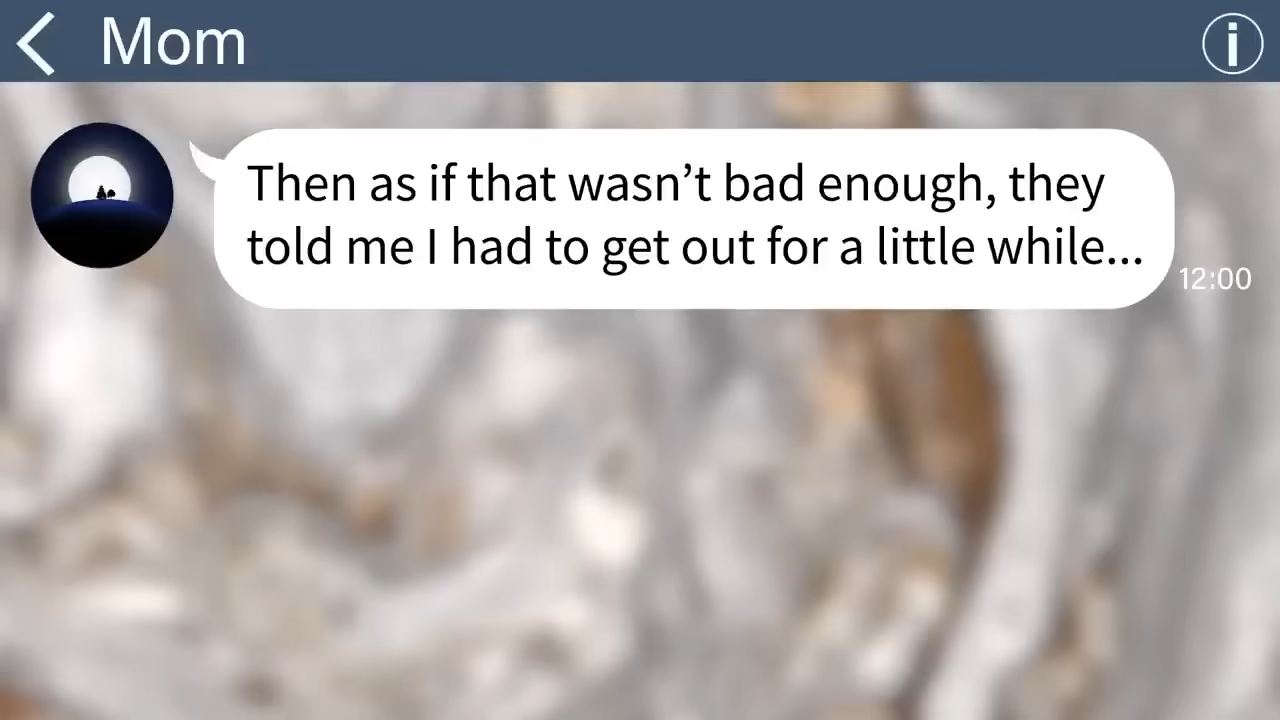 Mom
Then as if that wasn’t bad enough, they
told me I had to get out for a little while...
12:00